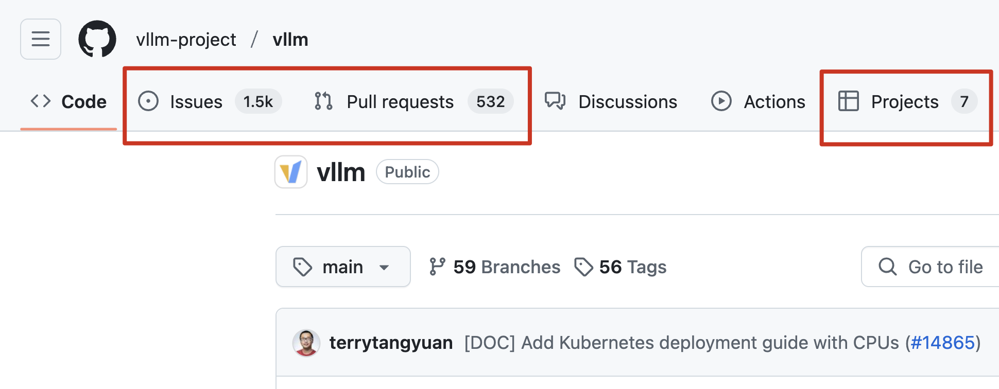 vllm-project / vllm
Code Issues 1.5k Pull requests 532 Discussions Actions Projects 7
vllm Public
main 59 Branches 56 Tags Go to file
terrytangyuan [DOC] Add Kubernetes deployment guide with CPUs (#14865)